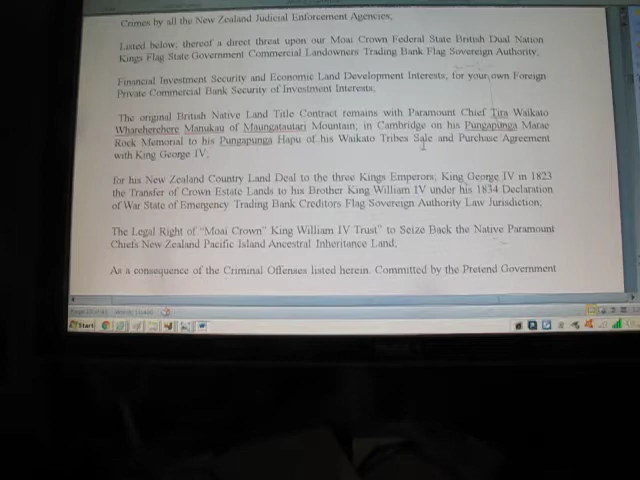 Crimes by all the New Zealand Judicial Enforcement Agencies;
Listed below; thereof a direct threat upon our Moai Crown Federal State British Dual Nation
Kings Flag State Government Commercial Landowners Trading Bank Flag Sovereign Authority;
Financial Investment Security and Economic Land Development Interests, for your own Foreign
Private Commercial Bank Security of Investment Interests;
The original British Native Land Title Contract remains with Paramount Chief Tira Waikato
Wharcherehere Manukau of Maungatautari Mountain, in Cambridge on his Pungapunga Marae
Rock Memorial to his Pungapunga Hapu of his Waikato Tribes Sale and Purchase Agreement
with King George IV;
for his New Zealand Country Land Deal to the three Kings Emperors; King George IV in 1823
the Transfer of Crown Estate Lands to his Brother King William IV under his 1834 Declaration
of War State of Emergency Trading Bank Creditors Flag Sovereign Authority Law Jurisdiction;
The Legal Right of "Moai Crown" King William IV Trust" to Seize Back the Native Paramount
Chiefs New Zealand Pacific Island Ancestral Inheritance Land;
As a consequence of the Criminal Offenses listed herein. Committed by the Pretend Government
Start